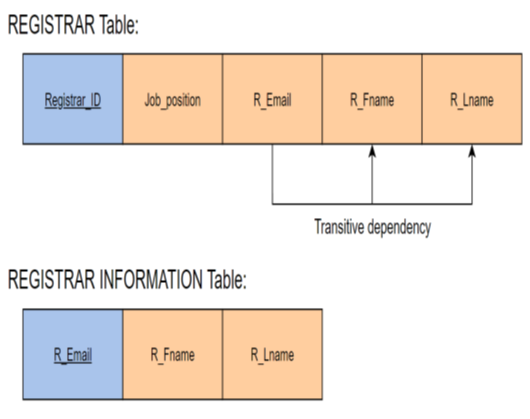 REGISTRAR Table:
Registrar_ID Job_position R_Email R_Fname R_Lname
Transitive dependency
REGISTRAR INFORMATION Table:
R_Email R_Fname R_Lname